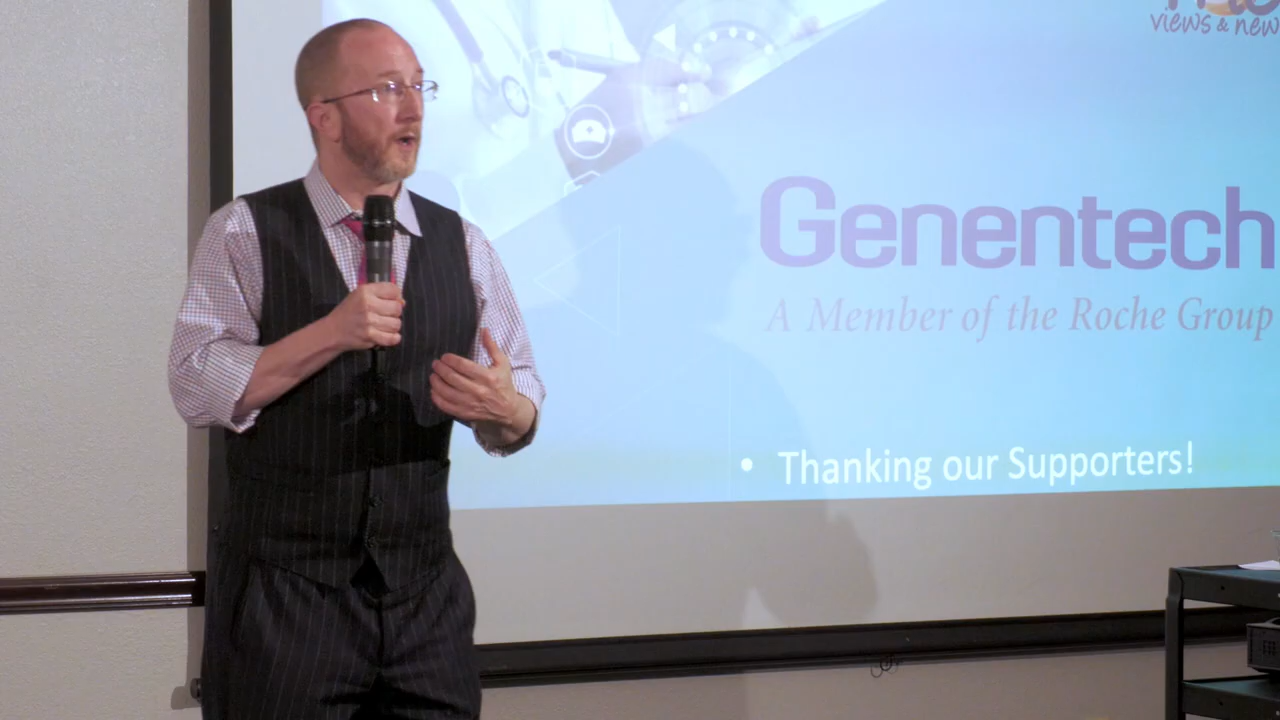 views & new
Genentech
A Member of the Roche Group
• Thanking our Supporters!